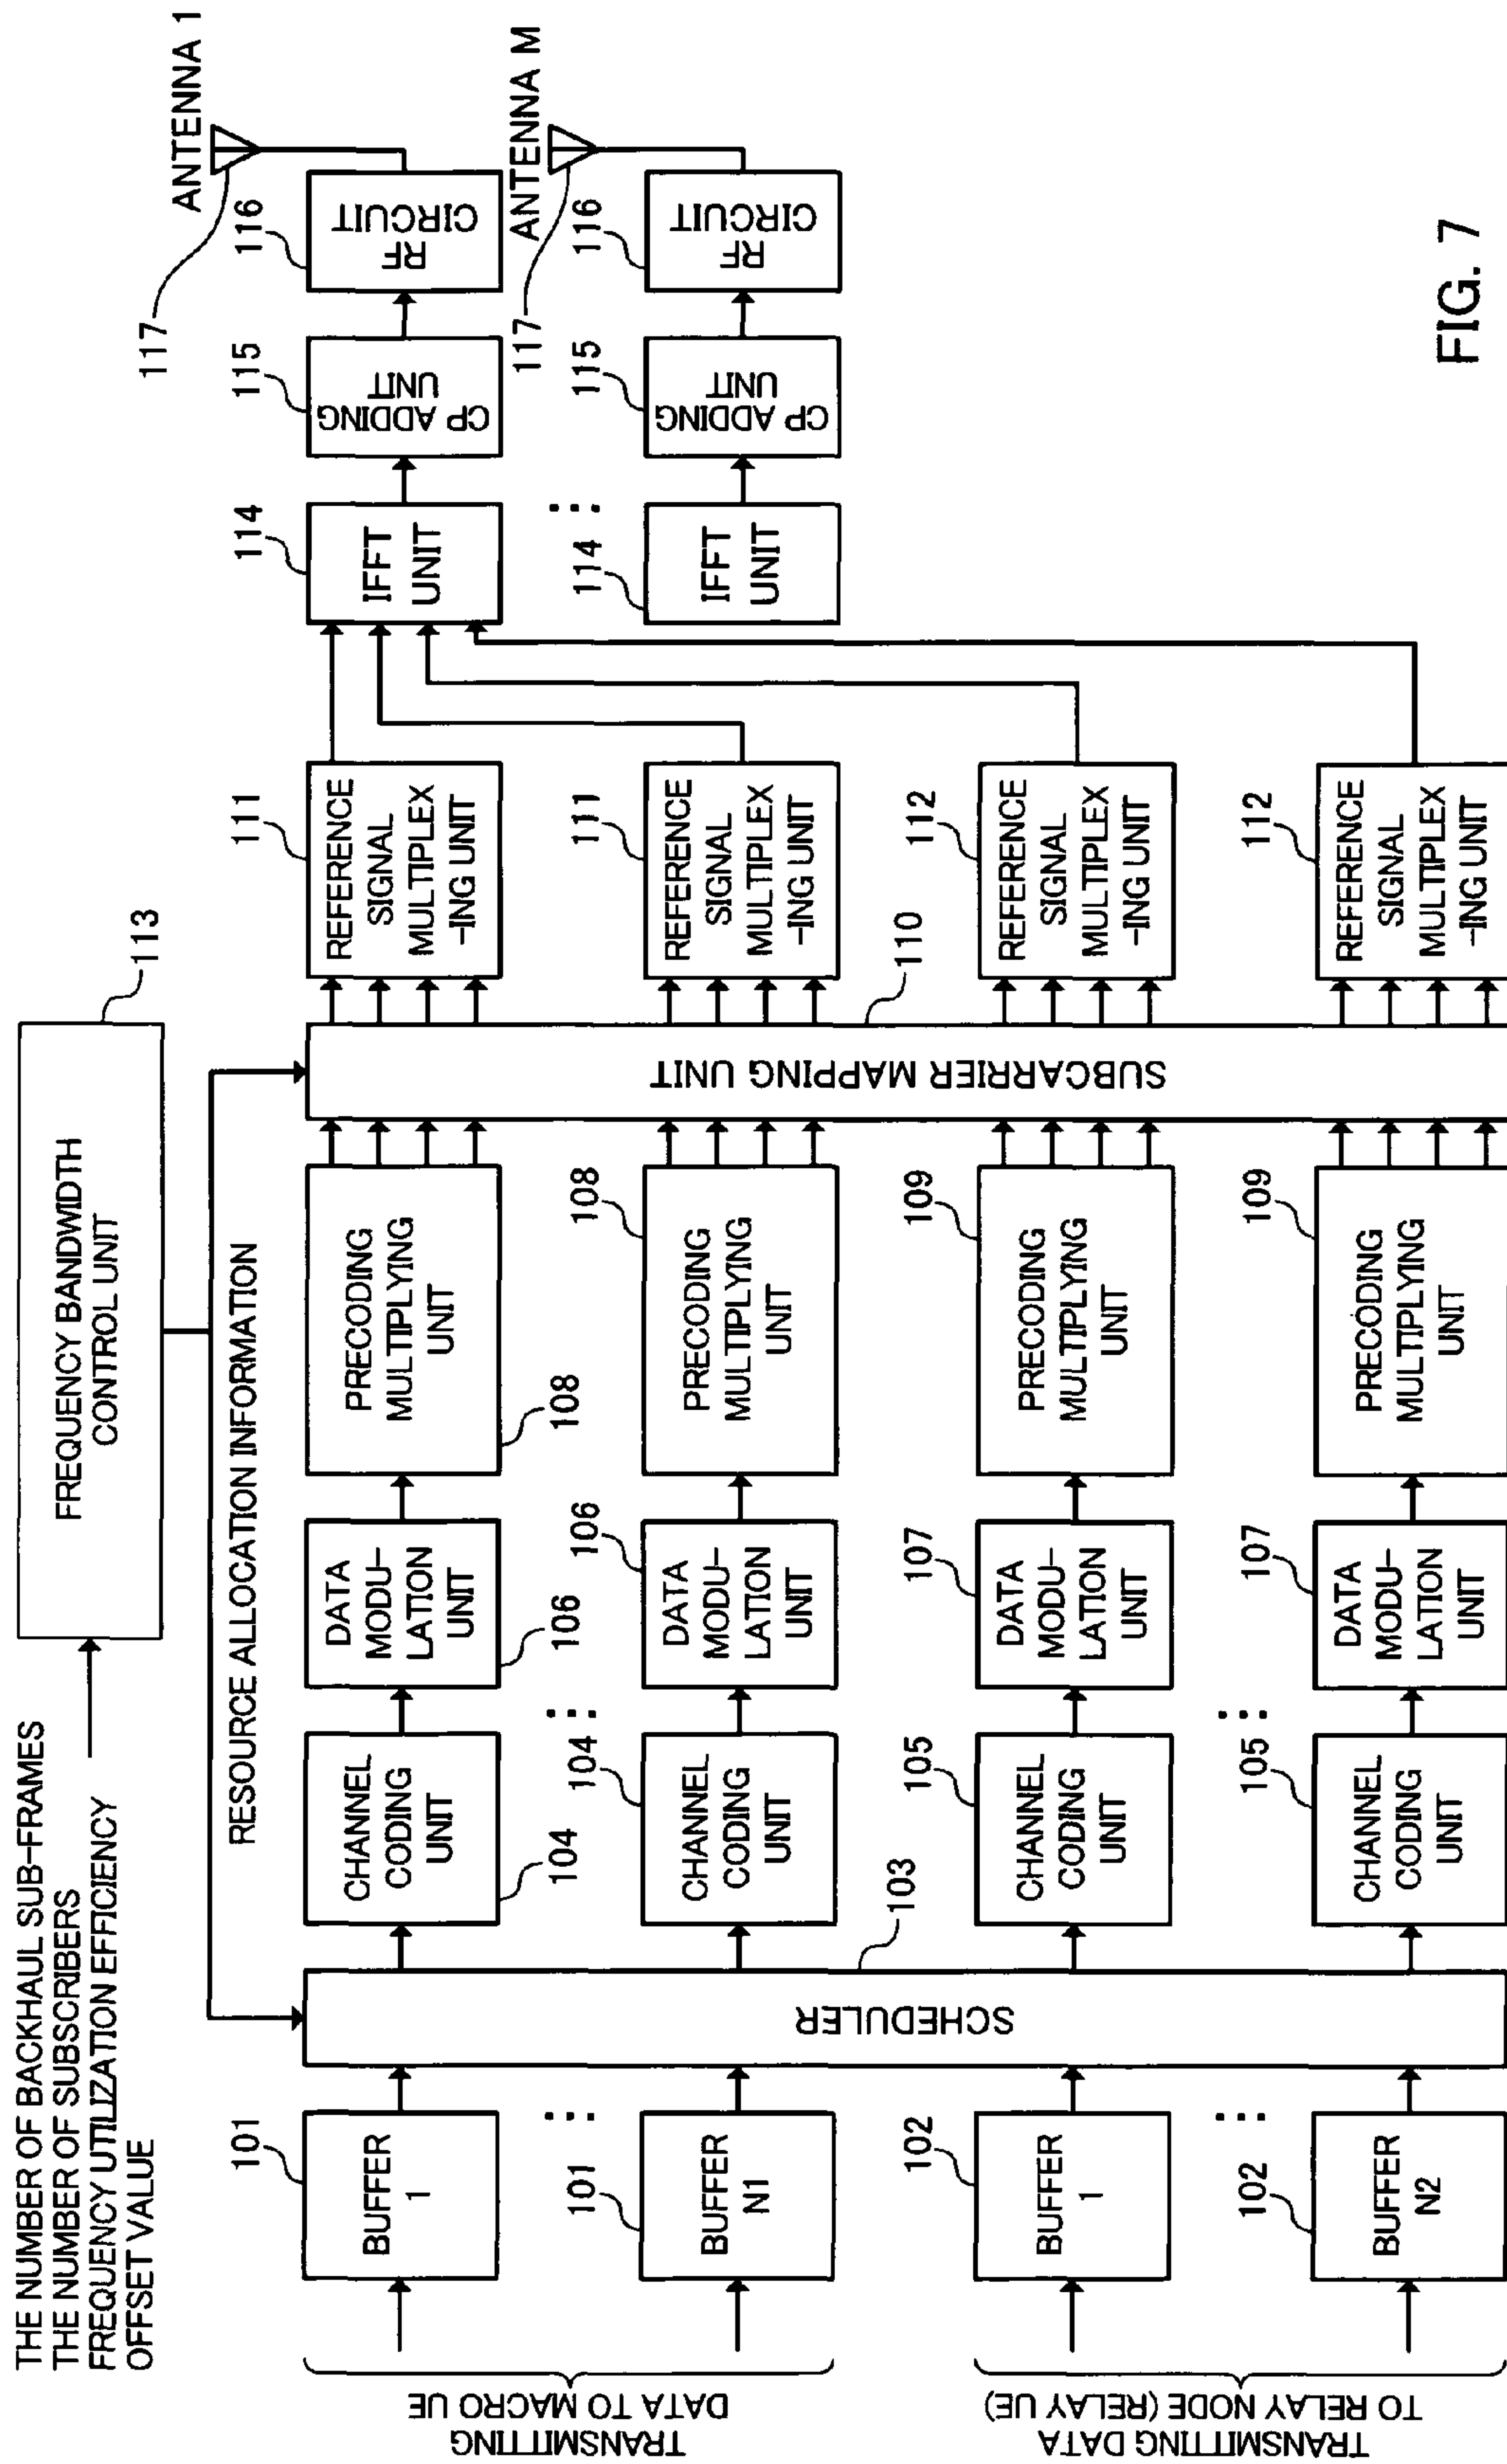 THE NUMBER OF BACKHAUL SUB-FRAMES
THE NUMBER OF SUBSCRIBERS
FREQUENCY UTILIZATION EFFICIENCY
OFFSET VALUE
FREQUENCY BANDWIDTH
CONTROL UNIT
113
RESOURCE ALLOCATION INFORMATION
TRANSMITTING
DATA TO MACRO UE
TRANSMITTING DATA
TO RELAY NODE (RELAY UE)
101
BUFFER
1
101
BUFFER
N1
102
BUFFER
1
102
BUFFER
N2
SCHEDULER
103
CHANNEL
CODING
UNIT
104
104
CHANNEL
CODING
UNIT
105
CHANNEL
CODING
UNIT
105
CHANNEL
CODING
UNIT
DATA
MODU-
LATION
UNIT
106
106
DATA
MODU-
LATION
UNIT
107
DATA
MODU-
LATION
UNIT
107
DATA
MODU-
LATION
UNIT
PRECODING
MULTIPLYING
UNIT
108
108
PRECODING
MULTIPLYING
UNIT
109
PRECODING
MULTIPLYING
UNIT
109
PRECODING
MULTIPLYING
UNIT
SUBCARRIER MAPPING UNIT
110
111
REFERENCE
SIGNAL
MULTIPLEX
-ING UNIT
111
REFERENCE
SIGNAL
MULTIPLEX
-ING UNIT
112
REFERENCE
SIGNAL
MULTIPLEX
-ING UNIT
112
REFERENCE
SIGNAL
MULTIPLEX
-ING UNIT
114
IFFT
UNIT
114
IFFT
UNIT
115
CP ADDING
UNIT
115
CP ADDING
UNIT
116
RF
CIRCUIT
116
RF
CIRCUIT
117
ANTENNA 1
117
ANTENNA M
FIG. 7